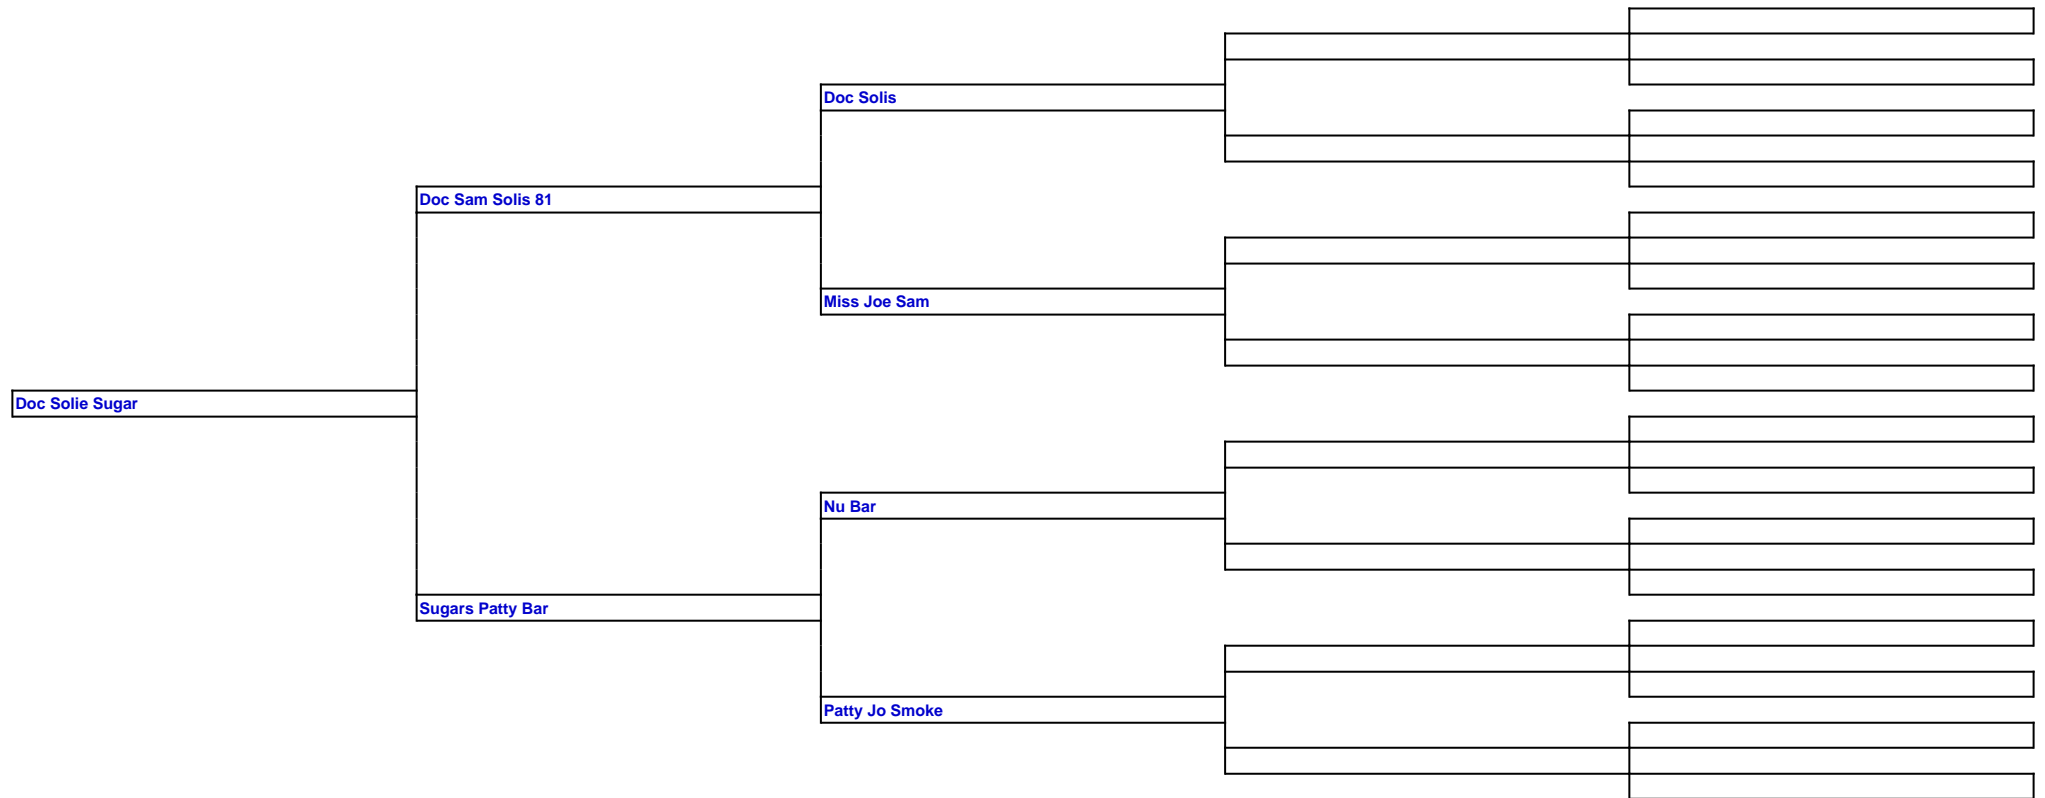 Doc Solis
Doc Sam Solis 81
Miss Joe Sam
Doc Solie Sugar
Nu Bar
Sugars Patty Bar
Patty Jo Smoke